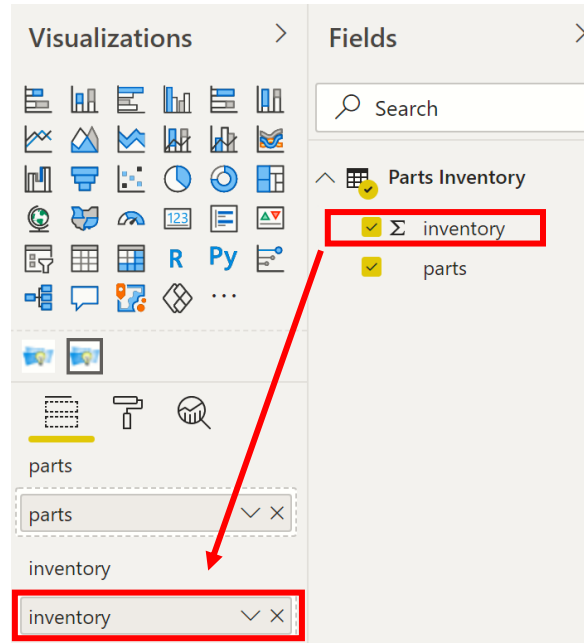 Visualizations
123
R Py
parts
parts
inventory
inventory
Fields
Search
Parts Inventory
Σ inventory
parts